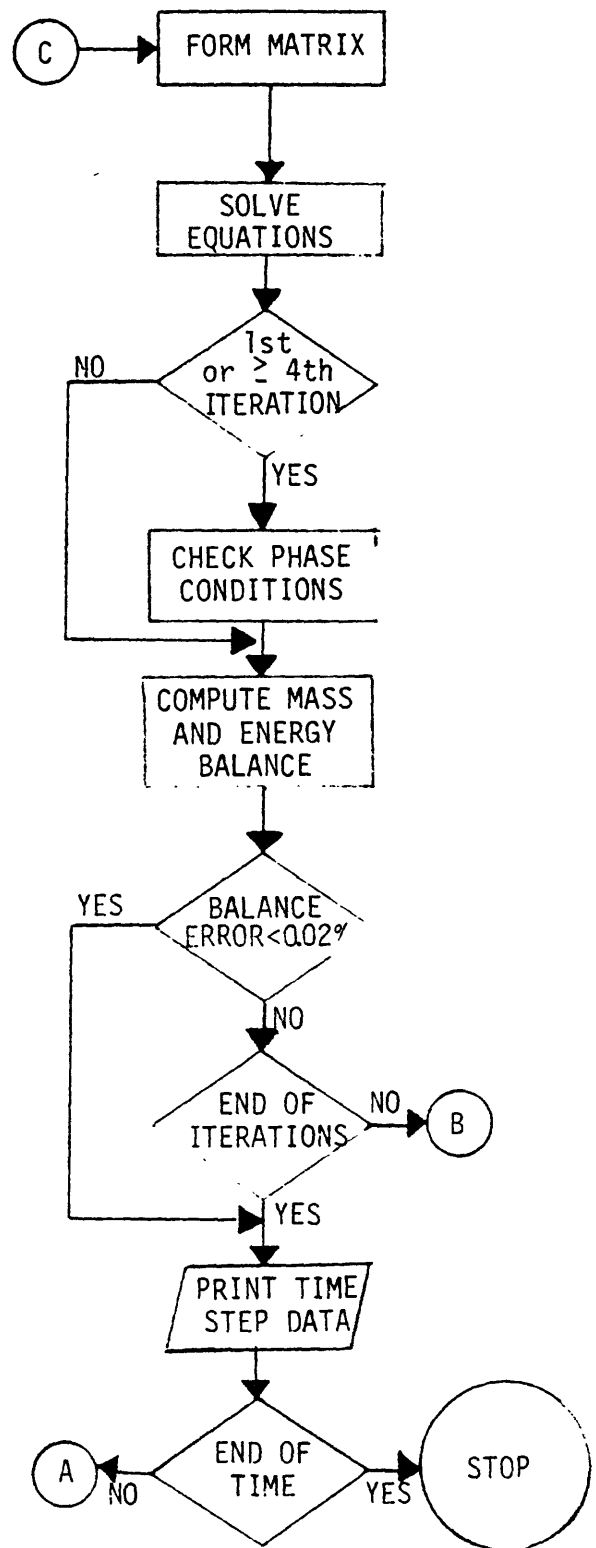 C
FORM MATRIX
SOLVE
EQUATIONS
1st
or ≥ 4th
ITERATION
NO
YES
CHECK PHASE
CONDITIONS
COMPUTE MASS
AND ENERGY
BALANCE
YES
BALANCE
ERROR<0.02%
NO
END OF
ITERATIONS
NO
B
YES
PRINT TIME
STEP DATA
A
NO
END OF
TIME
YES
STOP